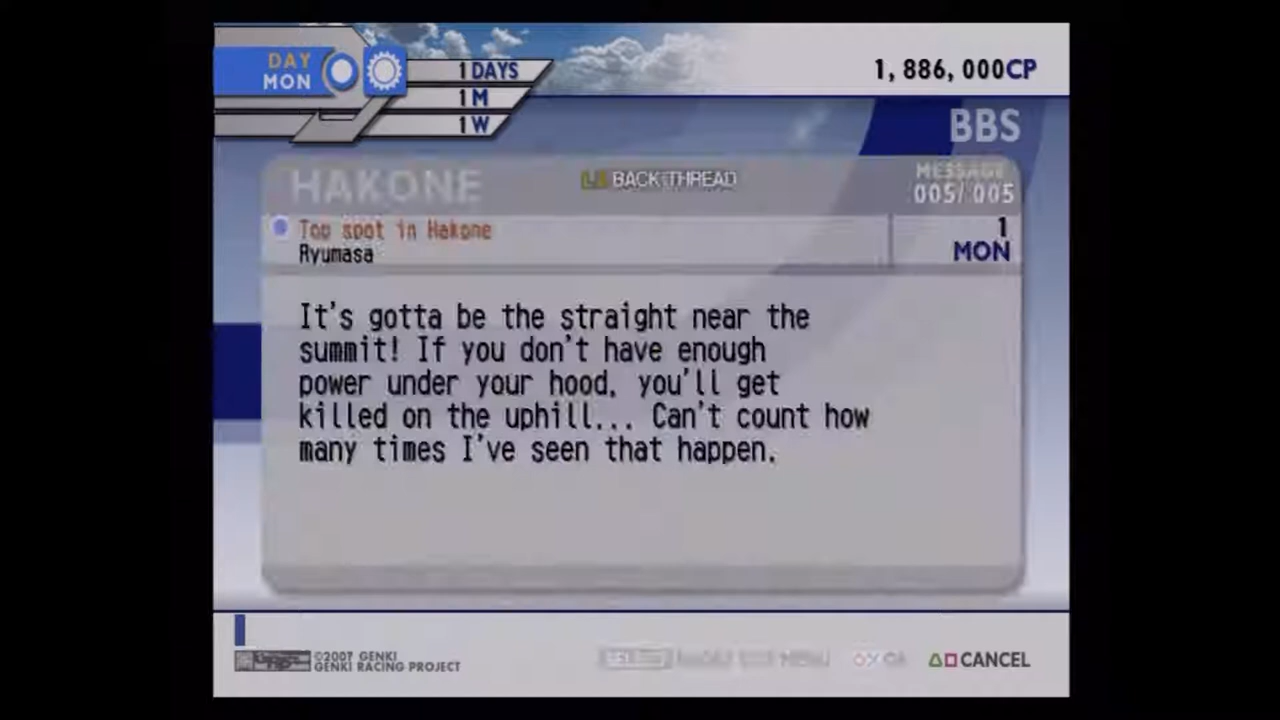 DAY
MON
1 DAYS
1 M
1 W
1,886,000CP
BBS
HAKONE
BACK THREAD
MESSAGE
005/005
Top spot in Hakone
Ryumasa
1
MON
It's gotta be the straight near the
summit! If you don't have enough
power under your hood, you'll get
killed on the uphill... Can't count how
many times I've seen that happen.
©2007 GENKI
GENKI RACING PROJECT
CANCEL